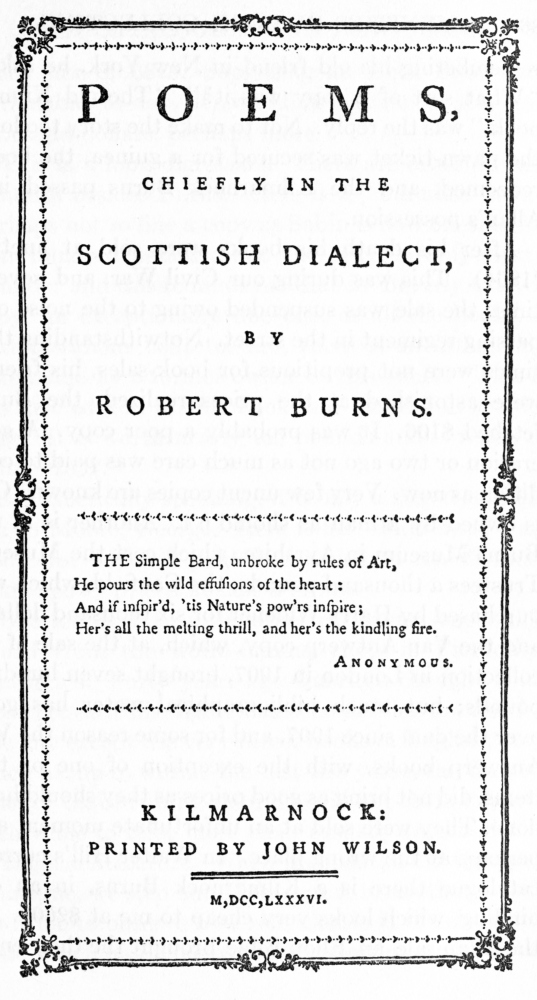 POEMS,
CHIEFLY IN THE
SCOTTISH DIALECT,
BY
ROBERT BURNS.
THE Simple Bard, unbroke by rules of Art,
He pours the wild effuſions of the heart:
And if inſpir'd, 'tis Nature's pow'rs inſpire;
Her's all the melting thrill, and her's the kindling fire.
ANONYMOUS.
KILMARNOCK:
PRINTED BY JOHN WILSON.
M,DCC,LXXXVI.